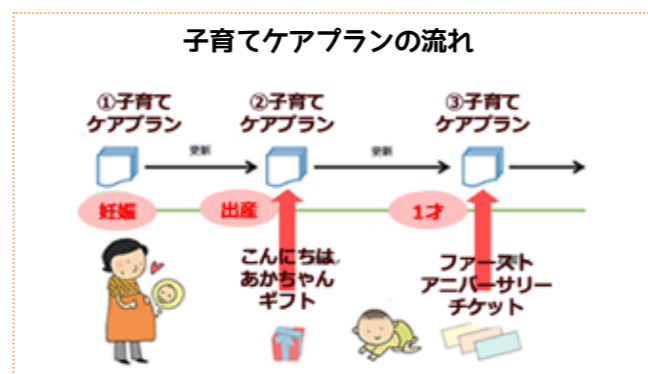 子育てケアプランの流れ
①子育て
ケアプラン
②子育て
ケアプラン
③子育て
ケアプラン
更新
更新
妊娠
出産
1才
こんにちは
あかちゃん
ギフト
ファースト
アニバーサリー
チケット